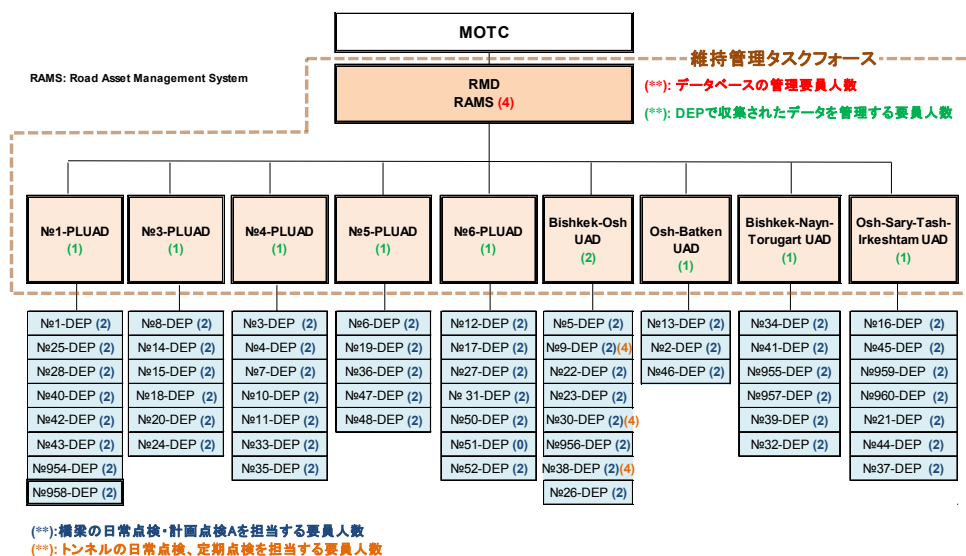 MOTC
維持管理タスクフォース
RAMS: Road Asset Management System
RMD
RAMS (4)
(**): データベースの管理要員人数
(**): DEPで収集されたデータを管理する要員人数
№1-PLUAD
(1)
№3-PLUAD
(1)
№4-PLUAD
(1)
№5-PLUAD
(1)
№6-PLUAD
(1)
Bishkek-Osh
UAD
(2)
Osh-Batken
UAD
(1)
Bishkek-Nayn-
Torugart UAD
(1)
Osh-Sary-Tash-
Irkeshtam UAD
(1)
№1-DEP (2)
№25-DEP (2)
№28-DEP (2)
№40-DEP (2)
№42-DEP (2)
№43-DEP (2)
№954-DEP (2)
№958-DEP (2)
№8-DEP (2)
№14-DEP (2)
№15-DEP (2)
№18-DEP (2)
№20-DEP (2)
№24-DEP (2)
№3-DEP (2)
№4-DEP (2)
№7-DEP (2)
№10-DEP (2)
№11-DEP (2)
№33-DEP (2)
№35-DEP (2)
№6-DEP (2)
№19-DEP (2)
№36-DEP (2)
№47-DEP (2)
№48-DEP (2)
№12-DEP (2)
№17-DEP (2)
№27-DEP (2)
№ 31-DEP (2)
№50-DEP (2)
№51-DEP (0)
№52-DEP (2)
№5-DEP (2)
№9-DEP (2)(4)
№22-DEP (2)
№23-DEP (2)
№30-DEP (2)(4)
№956-DEP (2)
№38-DEP (2)(4)
№26-DEP (2)
№13-DEP (2)
№2-DEP (2)
№46-DEP (2)
№34-DEP (2)
№41-DEP (2)
№955-DEP (2)
№957-DEP (2)
№39-DEP (2)
№32-DEP (2)
№16-DEP (2)
№45-DEP (2)
№959-DEP (2)
№960-DEP (2)
№21-DEP (2)
№44-DEP (2)
№37-DEP (2)
(**):橋梁の日常点検・計画点検Aを担当する要員人数
(**): トンネルの日常点検、定期点検を担当する要員人数